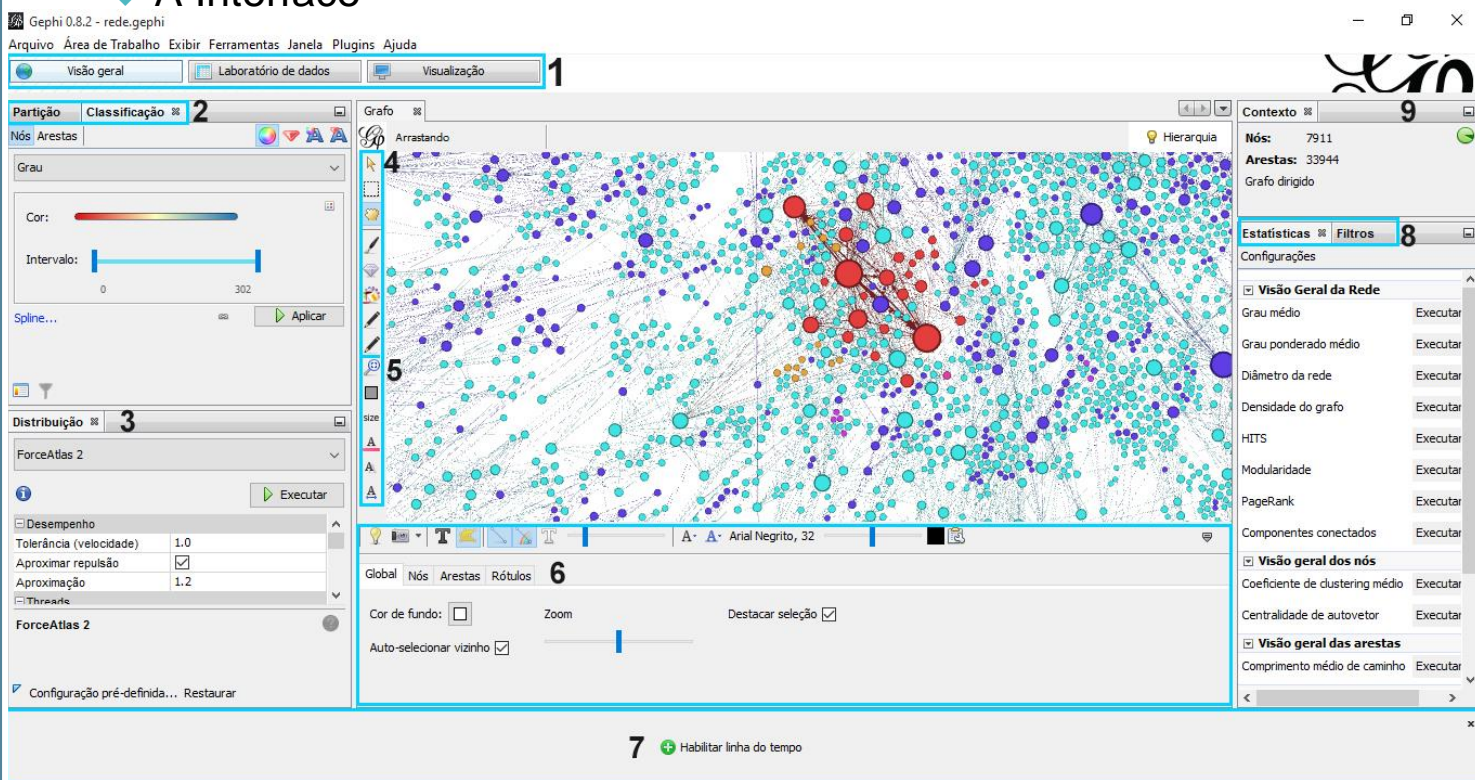 A Interface
Gephi 0.8.2 - rede.gephi
Arquivo Área de Trabalho Exibir Ferramentas Janela Plugins Ajuda
Visão geral Laboratório de dados Visualização 1
Partição Classificação 2
Nós Arestas
Grau
Cor:
Intervalo:
0 302
Spline... Aplicar
Distribuição 3
ForceAtlas 2
Executar
Desempenho
Tolerância (velocidade) 1.0
Aproximar repulsão
Aproximação 1.2
Threads
ForceAtlas 2
Configuração pré-definida... Restaurar
Grafo
Arrastando Hierarquia
4
5
size
A
A
A
T T A- A- Arial Negrito, 32
Global Nós Arestas Rótulos 6
Cor de fundo: Zoom Destacar seleção
Auto-selecionar vizinho
Contexto 9
Nós: 7911
Arestas: 33944
Grafo dirigido
Estatísticas Filtros 8
Configurações
Visão Geral da Rede
Grau médio Executar
Grau ponderado médio Executar
Diâmetro da rede Executar
Densidade do grafo Executar
HITS Executar
Modularidade Executar
PageRank Executar
Componentes conectados Executar
Visão geral dos nós
Coeficiente de clustering médio Executar
Centralidade de autovetor Executar
Visão geral das arestas
Comprimento médio de caminho Executar
7 Habilitar linha do tempo